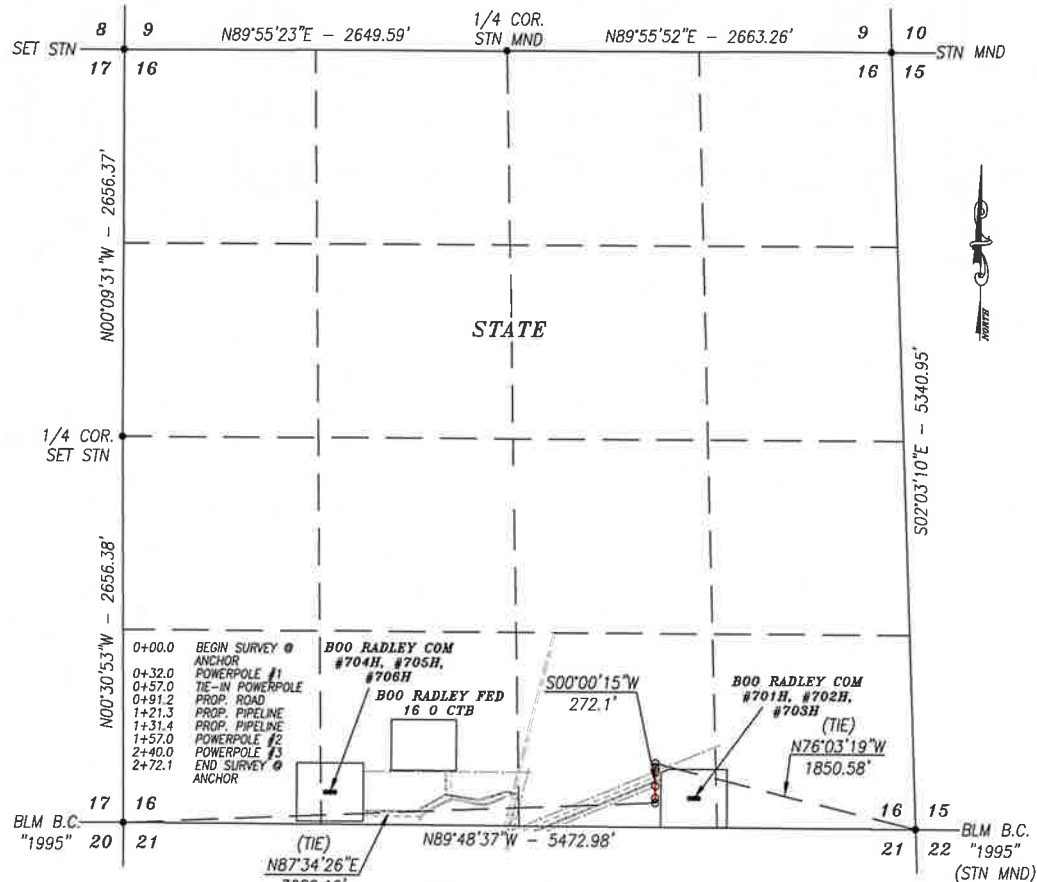 8 9
N89°55'23"E - 2649.59'
1/4 COR.
STN MND
N89°55'52"E - 2663.26'
9 10
SET STN
STN MND
17 16
16 15
N00°09'31"W - 2656.37'
NORTH
STATE
S02°03'10"E - 5340.95'
1/4 COR.
SET STN
N00°30'53"W - 2656.38'
0+00.0 BEGIN SURVEY @
ANCHOR
0+32.0 POWERPOLE #1
0+57.0 TIE-IN POWERPOLE
0+91.2 PROP. ROAD
1+21.3 PROP. PIPELINE
1+31.4 PROP. PIPELINE
1+57.0 POWERPOLE #2
2+40.0 POWERPOLE #3
2+72.1 END SURVEY @
ANCHOR
BOO RADLEY COM
#704H, #705H,
#706H
BOO RADLEY FED
16 O CTB
S00°00'15"W
272.1'
BOO RADLEY COM
#701H, #702H,
#703H
(TIE)
N76°03'19"W
1850.58'
17 16
16 15
BLM B.C.
"1995"
20 21
(TIE)
N87°34'26"E
N89°48'37"W - 5472.98'
21 22
BLM B.C.
"1995"
(STN MND)